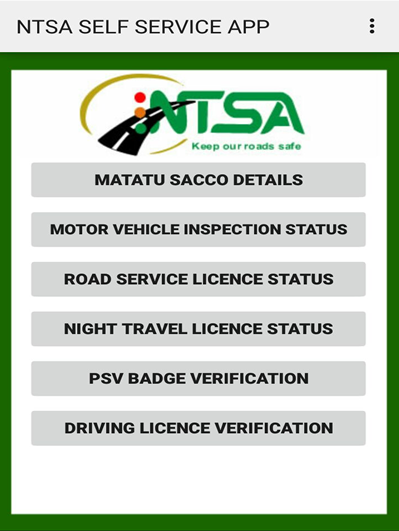 NTSA SELF SERVICE APP
NTSA
Keep our roads safe
MATATU SACCO DETAILS
MOTOR VEHICLE INSPECTION STATUS
ROAD SERVICE LICENCE STATUS
NIGHT TRAVEL LICENCE STATUS
PSV BADGE VERIFICATION
DRIVING LICENCE VERIFICATION